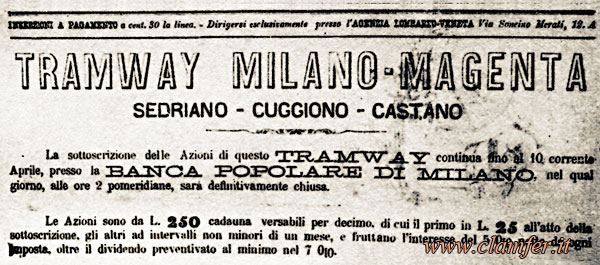 INSERZIONI A PAGAMENTO a cent. 30 la linea. - Dirigersi esclusivamente presso l'AGENZIA LOMBARDO-VENETA Via Soncino Merati, 12. A
TRAMWAY MILANO-MAGENTA
SEDRIANO - CUGGIONO - CASTANO
La sottoscrizione delle Azioni di questo TRAMWAY continua fino al 10 corrente
Aprile, presso la BANCA POPOLARE DI MILANO, nel qual
giorno, alle ore 2 pomeridiane, sarà definitivamente chiusa.
Le Azioni sono da L. 250 cadauna versabili per decimo, di cui il primo in L. 25 all'atto della
sottoscrizione, gli altri ad intervalli non minori di un mese, e fruttano l'interesse del 5 ogni
imposta, oltre il dividendo preventivato al minimo nel 7 0|0.
www.clamfer.it